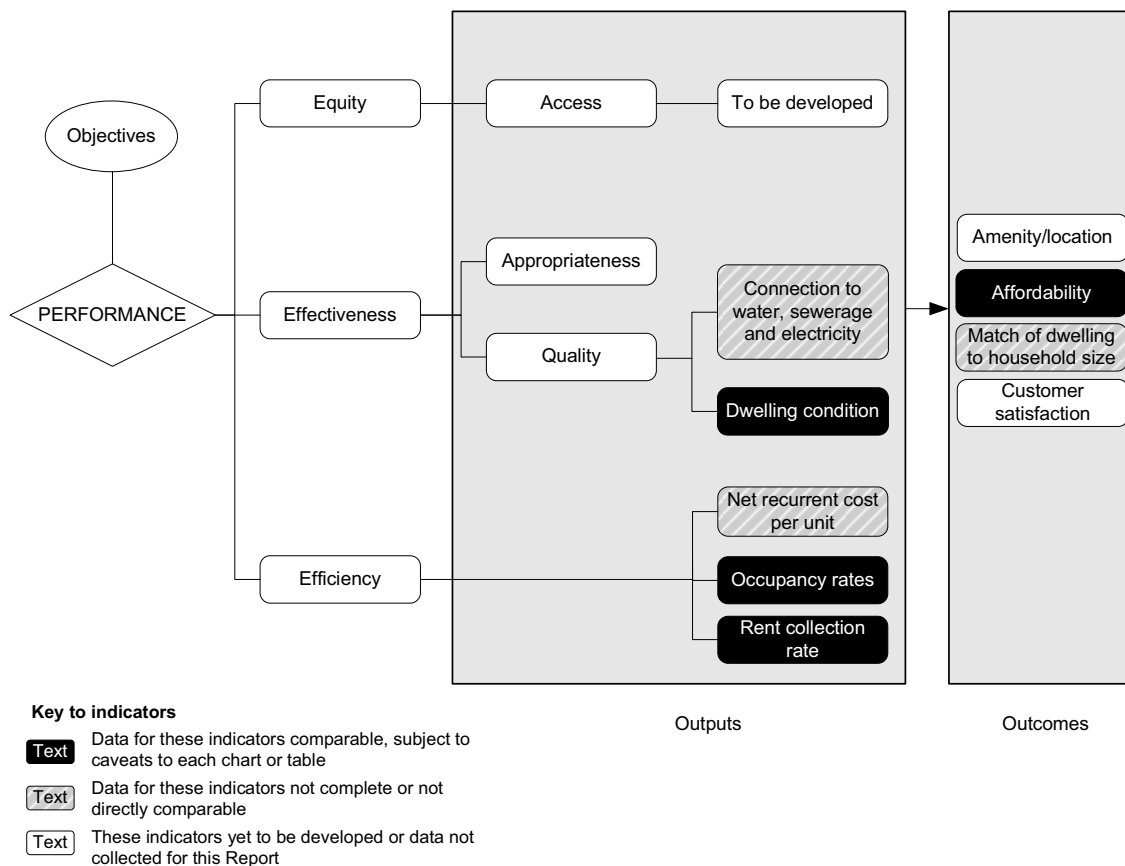 Objectives
PERFORMANCE
Equity
Access
To be developed
Effectiveness
Appropriateness
Quality
Connection to
water, sewerage
and electricity
Dwelling condition
Efficiency
Net recurrent cost
per unit
Occupancy rates
Rent collection
rate
Amenity/location
Affordability
Match of dwelling
to household size
Customer
satisfaction
Outputs
Outcomes
Key to indicators
Text
Data for these indicators comparable, subject to
caveats to each chart or table
Text
Data for these indicators not complete or not
directly comparable
Text
These indicators yet to be developed or data not
collected for this Report